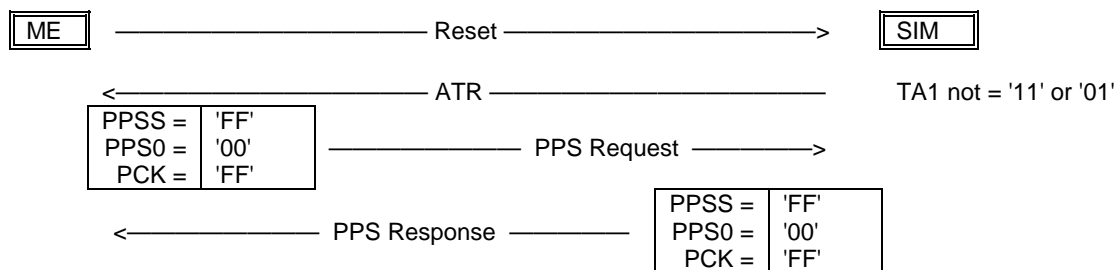 ME Reset SIM
ATR TA1 not = '11' or '01'
PPSS = 'FF'
PPS0 = '00' PPS Request
PCK = 'FF'
PPSS = 'FF'
PPS Response PPS0 = '00'
PCK = 'FF'